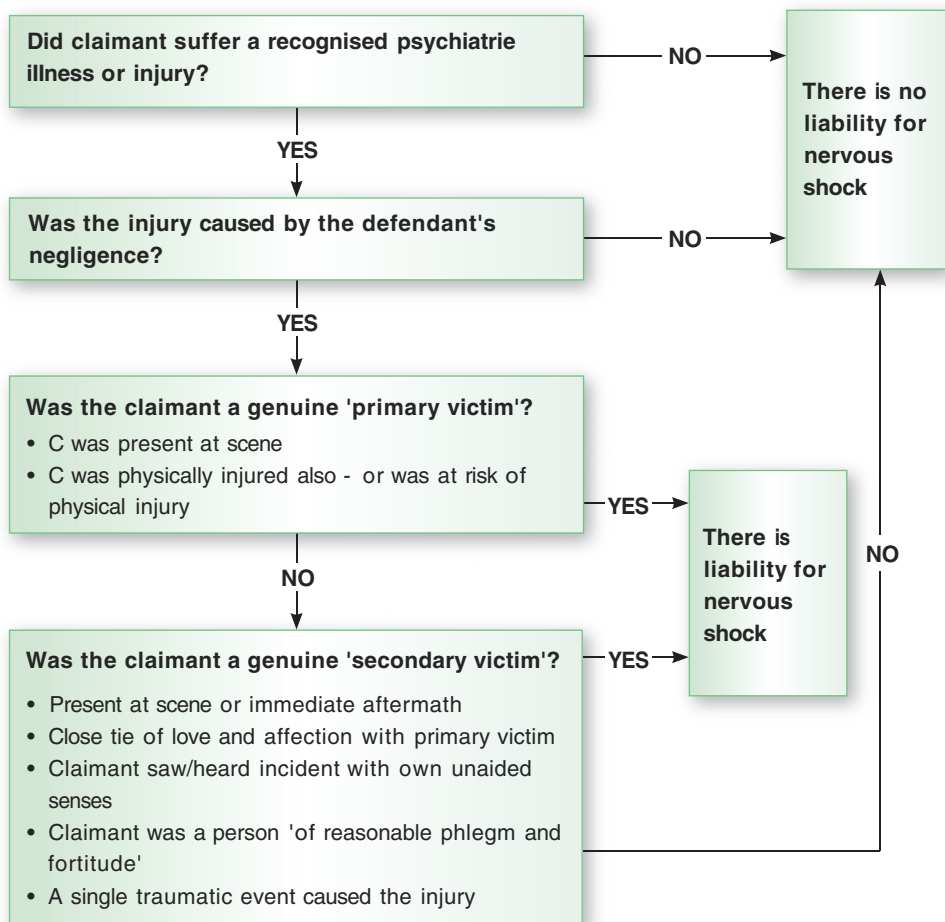 Did claimant suffer a recognised psychiatrie
illness or injury?
NO
There is no
liability for
nervous
shock
YES
Was the injury caused by the defendant's
negligence?
NO
YES
Was the claimant a genuine 'primary victim'?
• C was present at scene
• C was physically injured also - or was at risk of
physical injury
YES
There is
liability for
nervous
shock
NO
NO
Was the claimant a genuine 'secondary victim'?
YES
• Present at scene or immediate aftermath
• Close tie of love and affection with primary victim
• Claimant saw/heard incident with own unaided
senses
• Claimant was a person 'of reasonable phlegm and
fortitude'
• A single traumatic event caused the injury